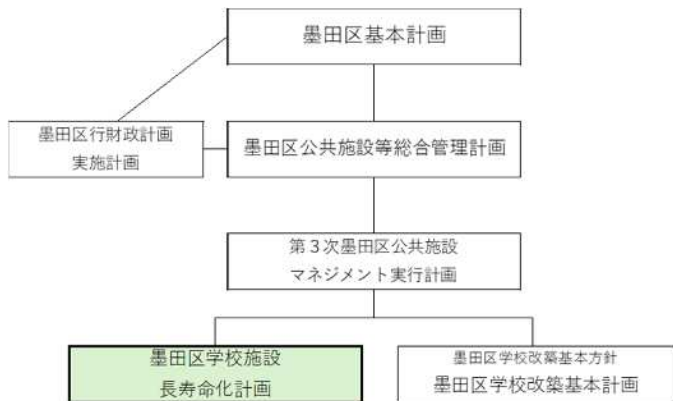 墨田区基本計画
墨田区行財政計画
実施計画
墨田区公共施設等総合管理計画
第3次墨田区公共施設
マネジメント実行計画
墨田区学校施設
長寿命化計画
墨田区学校改築基本方針
墨田区学校改築基本計画